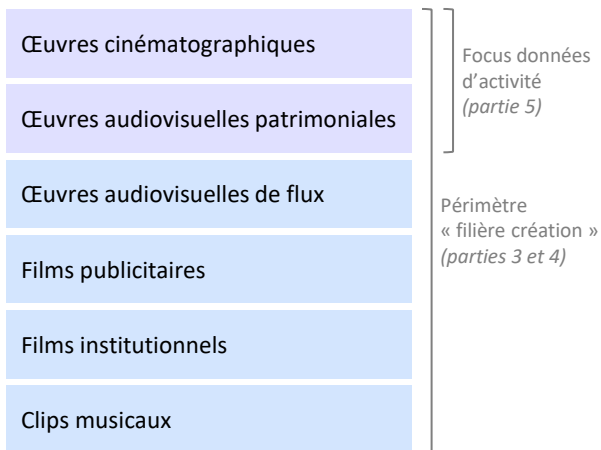 Œuvres cinématographiques
Œuvres audiovisuelles patrimoniales
Œuvres audiovisuelles de flux
Films publicitaires
Films institutionnels
Clips musicaux
Focus données
d’activité
(partie 5)
Périmètre
« filière création »
(parties 3 et 4)